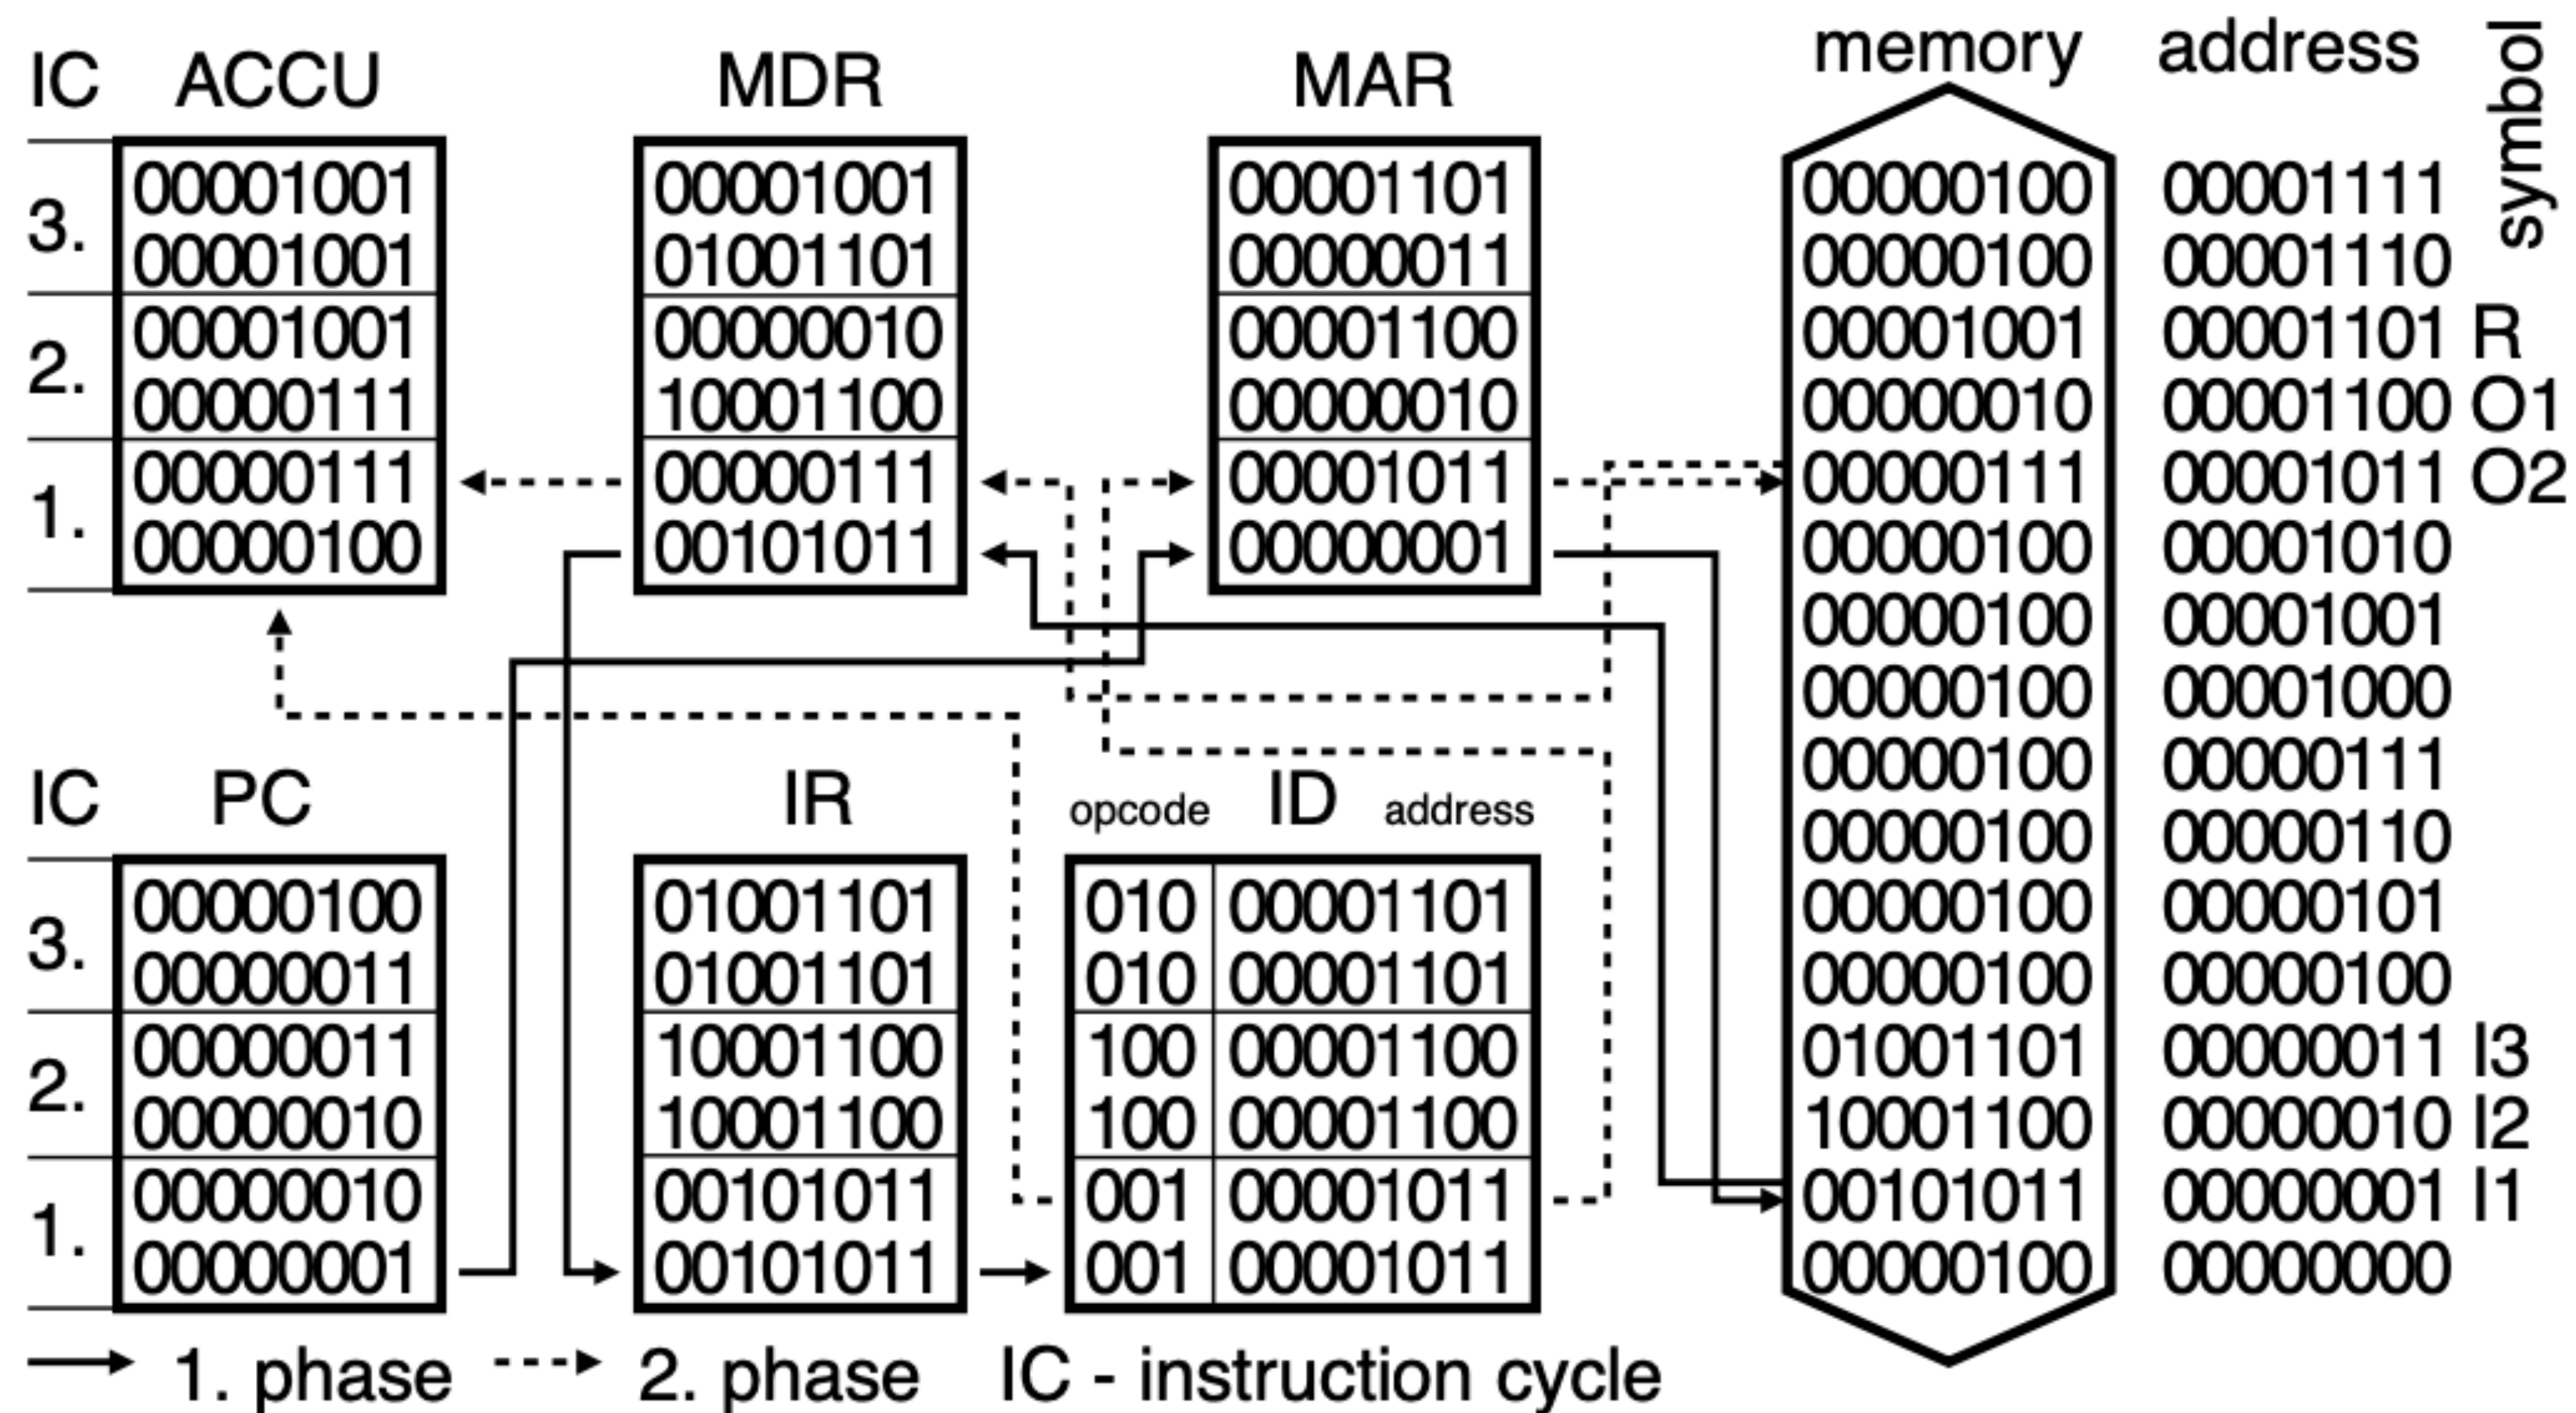 IC ACCU MDR MAR memory address symbol
3. 00001001 00001001 00001101 00000100 00001111
00001001 01001101 00000011 00000100 00001110
2. 00001001 00000010 00001100 00001001 00001101 R
00000111 10001100 00000010 00000010 00001100 O1
1. 00000111 00000111 00001011 00000111 00001011 O2
00000100 00101011 00000001 00000100 00001010
00000100 00001001
00000100 00001000
IC PC IR opcode ID address 00000100 00000111
00000100 00000110
3. 00000100 01001101 010 00001101 00000100 00000101
00000011 01001101 010 00001101 00000100 00000100
2. 00000011 10001100 100 00001100 01001101 00000011 I3
00000010 10001100 100 00001100 10001100 00000010 I2
1. 00000010 00101011 001 00001011 00101011 00000001 I1
00000001 00101011 001 00001011 00000100 00000000
1. phase 2. phase IC - instruction cycle